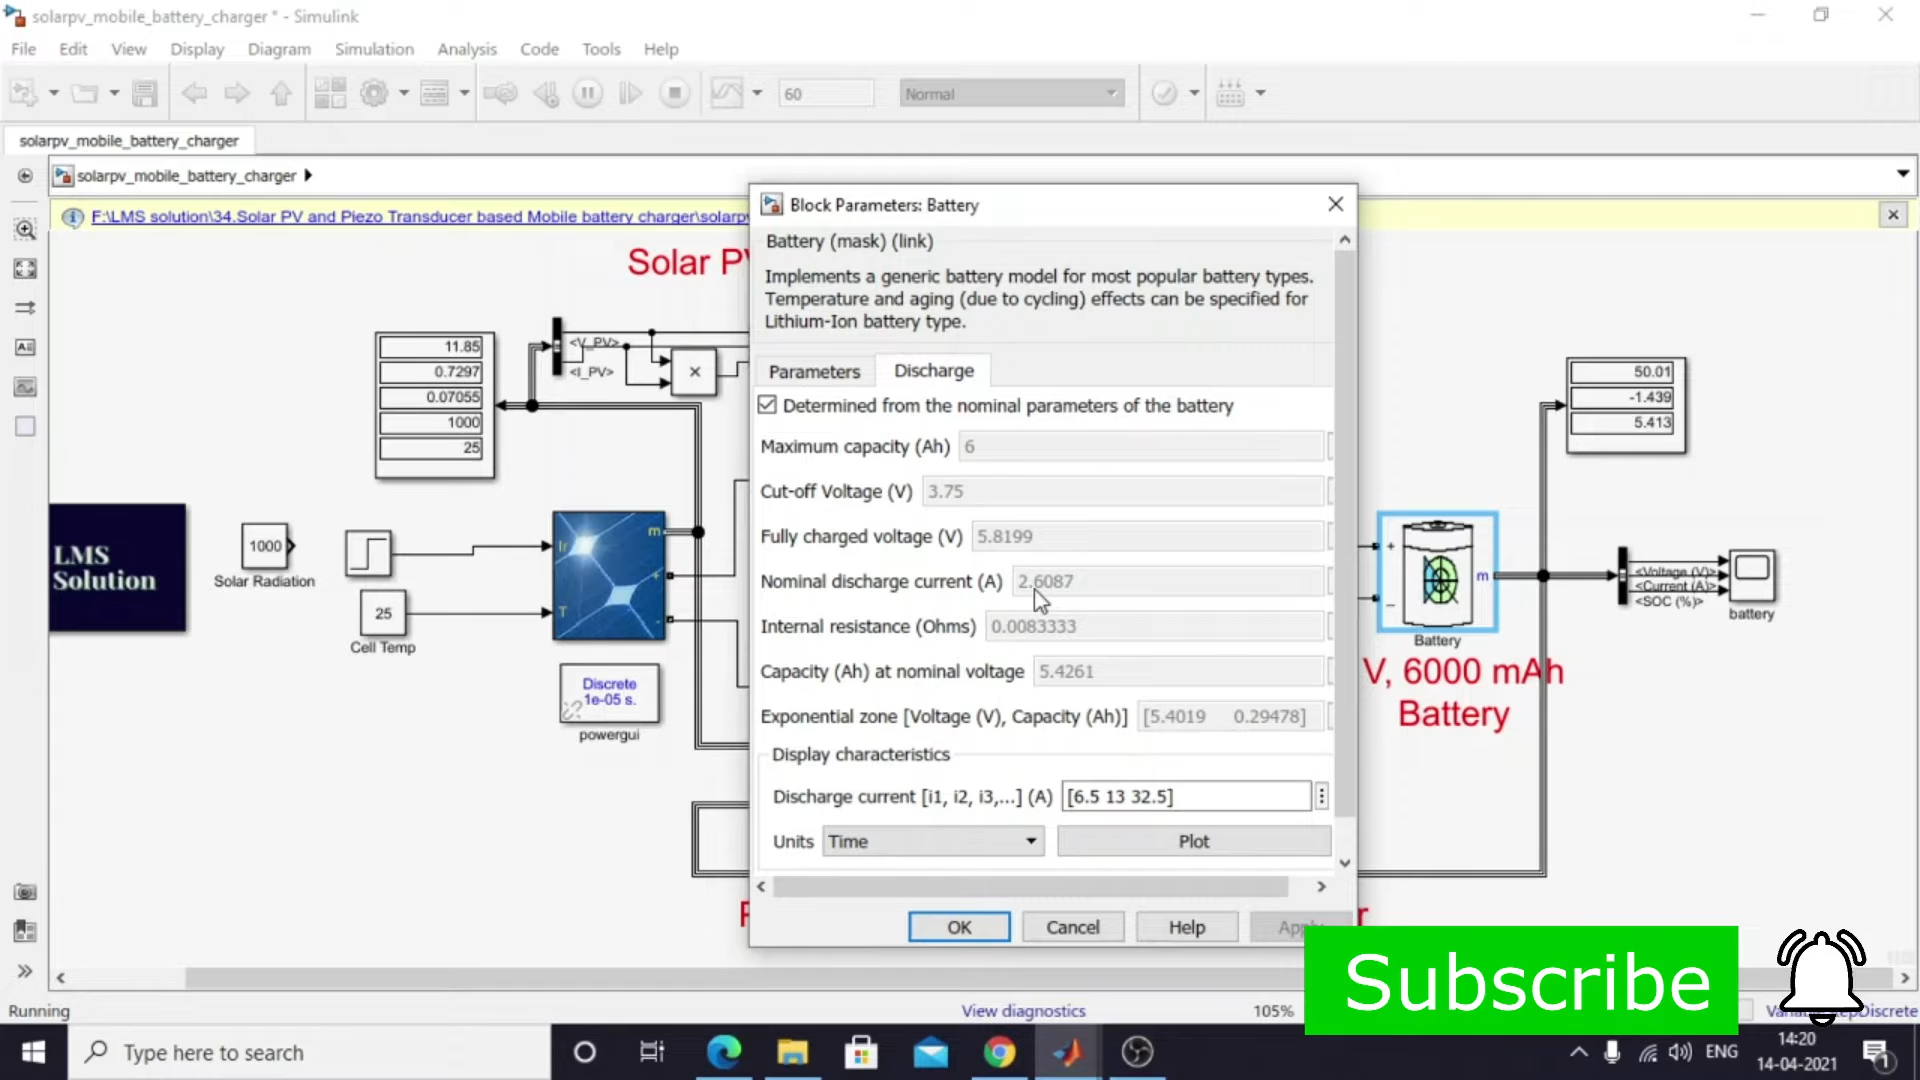 solarpv_mobile_battery_charger * - Simulink
File Edit View Display Diagram Simulation Analysis Code Tools Help
60 Normal
solarpv_mobile_battery_charger
solarpv_mobile_battery_charger
F:\LMS solution\34.Solar PV and Piezo Transducer based Mobile battery charger\solarpv
Solar PV
Block Parameters: Battery
Battery (mask) (link)
Implements a generic battery model for most popular battery types.
Temperature and aging (due to cycling) effects can be specified for
Lithium-Ion battery type.
Parameters Discharge
Determined from the nominal parameters of the battery
Maximum capacity (Ah) 6
Cut-off Voltage (V) 3.75
Fully charged voltage (V) 5.8199
Nominal discharge current (A) 2.6087
Internal resistance (Ohms) 0.0083333
Capacity (Ah) at nominal voltage 5.4261
Exponential zone [Voltage (V), Capacity (Ah)] [5.4019 0.29478]
Display characteristics
Discharge current [i1, i2, i3,...] (A) [6.5 13 32.5]
Units Time Plot
OK Cancel Help
11.85
0.7297
0.07055
1000
25
<V_PV>
<I_PV>
×
LMS
Solution
1000
Solar Radiation
25
Cell Temp
Ir
T
m
+
-
Discrete
1e-05 s.
powergui
50.01
-1.439
5.413
+
–
m
Battery
<Voltage (V)>
<Current (A)>
<SOC (%)>
battery
V, 6000 mAh
Battery
Subscribe
Running View diagnostics 105%
Type here to search
ENG
14:20
14-04-2021
1